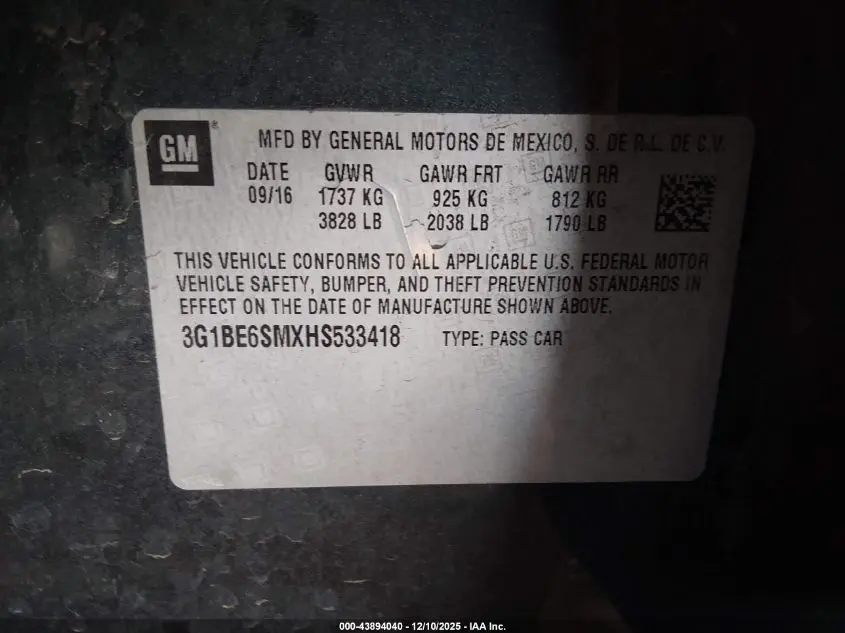 GM
MFD BY GENERAL MOTORS DE MEXICO, S. DE R.L. DE C.V.
DATE GVWR GAWR FRT GAWR RR
09/16 1737 KG 925 KG 812 KG
3828 LB 2038 LB 1790 LB
THIS VEHICLE CONFORMS TO ALL APPLICABLE U.S. FEDERAL MOTOR
VEHICLE SAFETY, BUMPER, AND THEFT PREVENTION STANDARDS IN
EFFECT ON THE DATE OF MANUFACTURE SHOWN ABOVE.
3G1BE6SMXHS533418 TYPE: PASS CAR
000-43894040 - 12/10/2025 - IAA Inc.